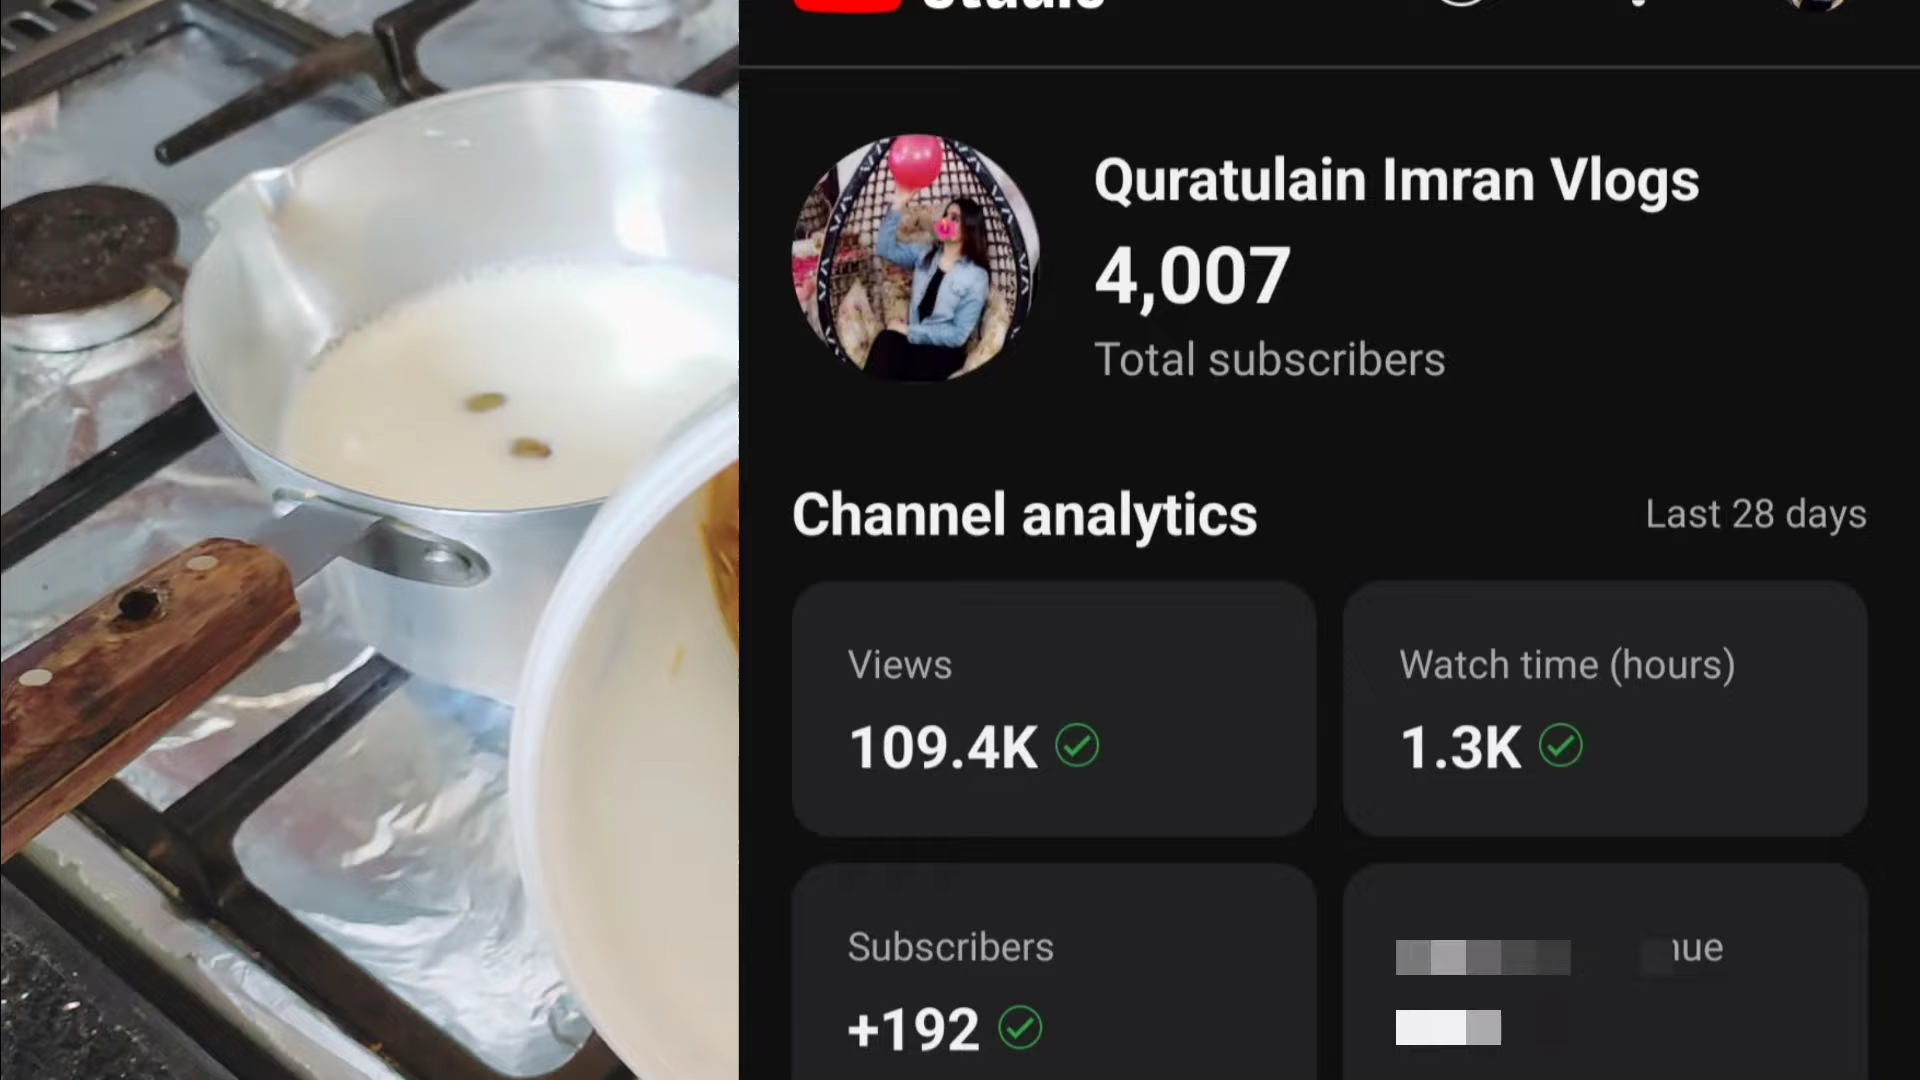 Studio
Quratulain Imran Vlogs
4,007
Total subscribers
Channel analytics
Last 28 days
Views
Watch time (hours)
109.4K
1.3K
Subscribers
+192